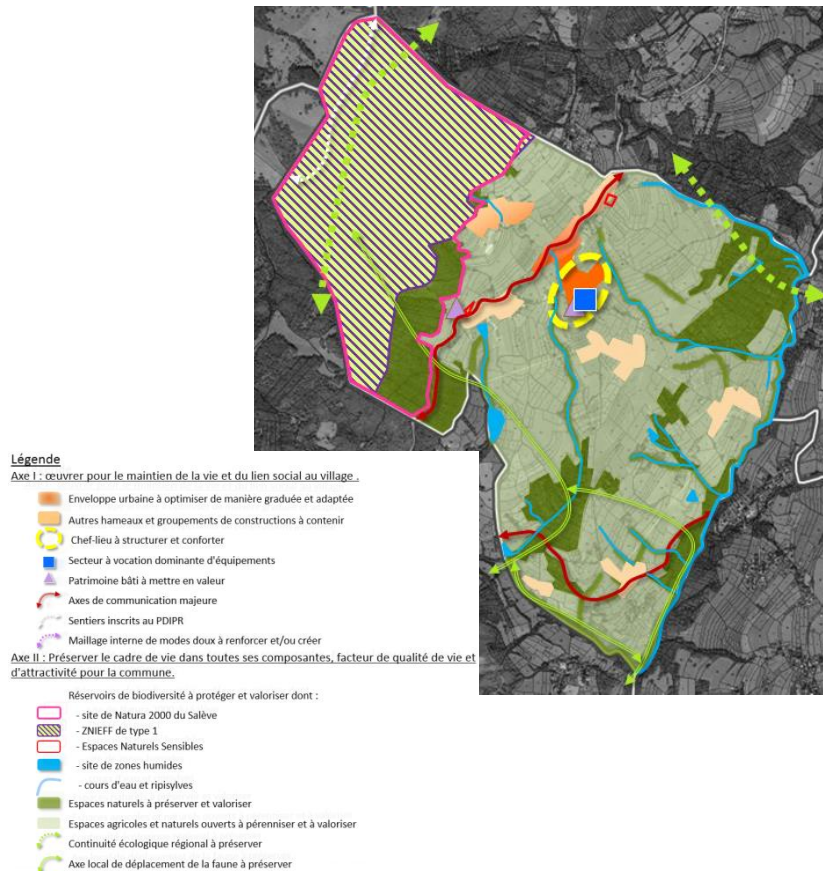 Légende
Axe I : œuvrer pour le maintien de la vie et du lien social au village .
Enveloppe urbaine à optimiser de manière graduée et adaptée
Autres hameaux et groupements de constructions à contenir
Chef-lieu à structurer et conforter
Secteur à vocation dominante d'équipements
Patrimoine bâti à mettre en valeur
Axes de communication majeure
Sentiers inscrits au PDIPR
Maillage interne de modes doux à renforcer et/ou créer
Axe II : Préserver le cadre de vie dans toutes ses composantes, facteur de qualité de vie et
d'attractivité pour la commune.
Réservoirs de biodiversité à protéger et valoriser dont :
- site de Natura 2000 du Salève
- ZNIEFF de type 1
- Espaces Naturels Sensibles
- site de zones humides
- cours d'eau et ripisylves
Espaces naturels à préserver et valoriser
Espaces agricoles et naturels ouverts à pérenniser et à valoriser
Continuité écologique régional à préserver
Axe local de déplacement de la faune à préserver